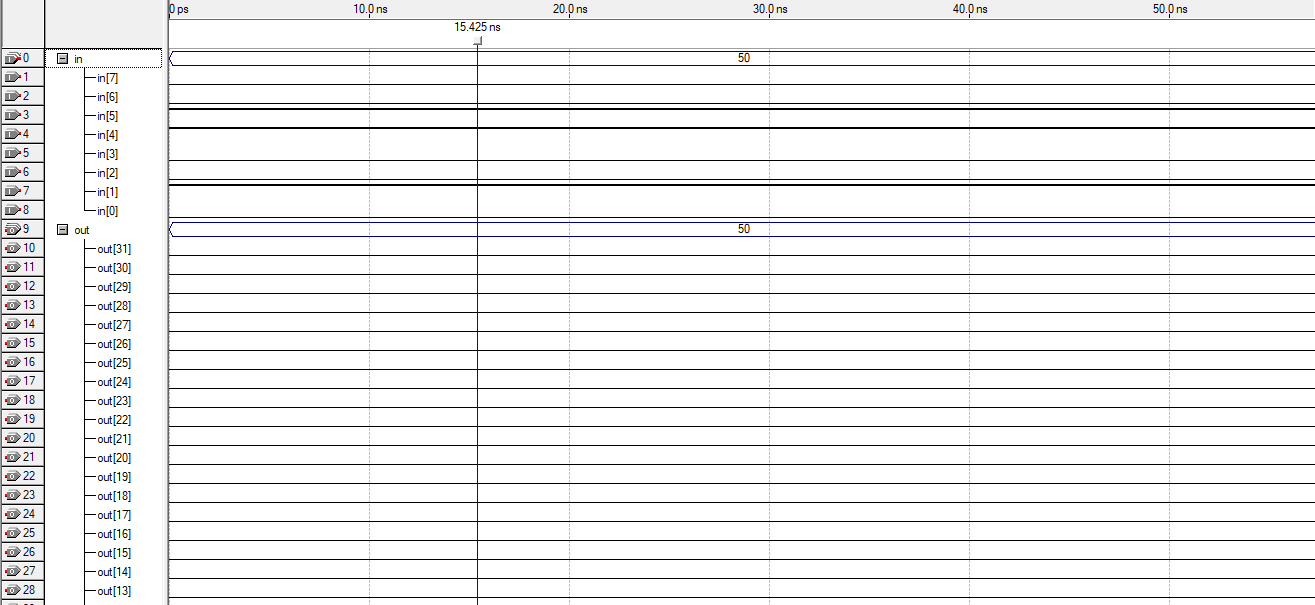 0 ps 10.0 ns 20.0 ns 30.0 ns 40.0 ns 50.0 ns
15.425 ns
0 in 50
1 in[7]
2 in[6]
3 in[5]
4 in[4]
5 in[3]
6 in[2]
7 in[1]
8 in[0]
9 out 50
10 out[31]
11 out[30]
12 out[29]
13 out[28]
14 out[27]
15 out[26]
16 out[25]
17 out[24]
18 out[23]
19 out[22]
20 out[21]
21 out[20]
22 out[19]
23 out[18]
24 out[17]
25 out[16]
26 out[15]
27 out[14]
28 out[13]